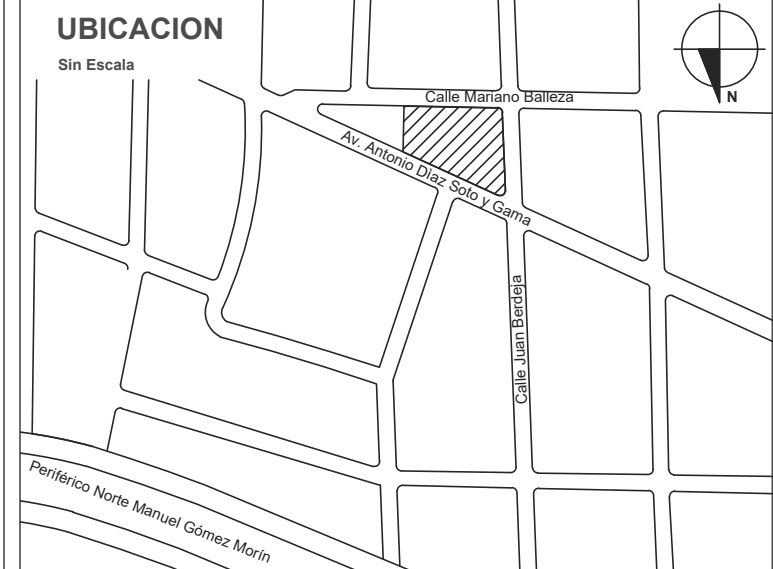 UBICACION
Sin Escala
N
Calle Mariano Balleza
Av. Antonio Díaz Soto y Gama
Calle Juan Berdeja
Periférico Norte Manuel Gómez Morín